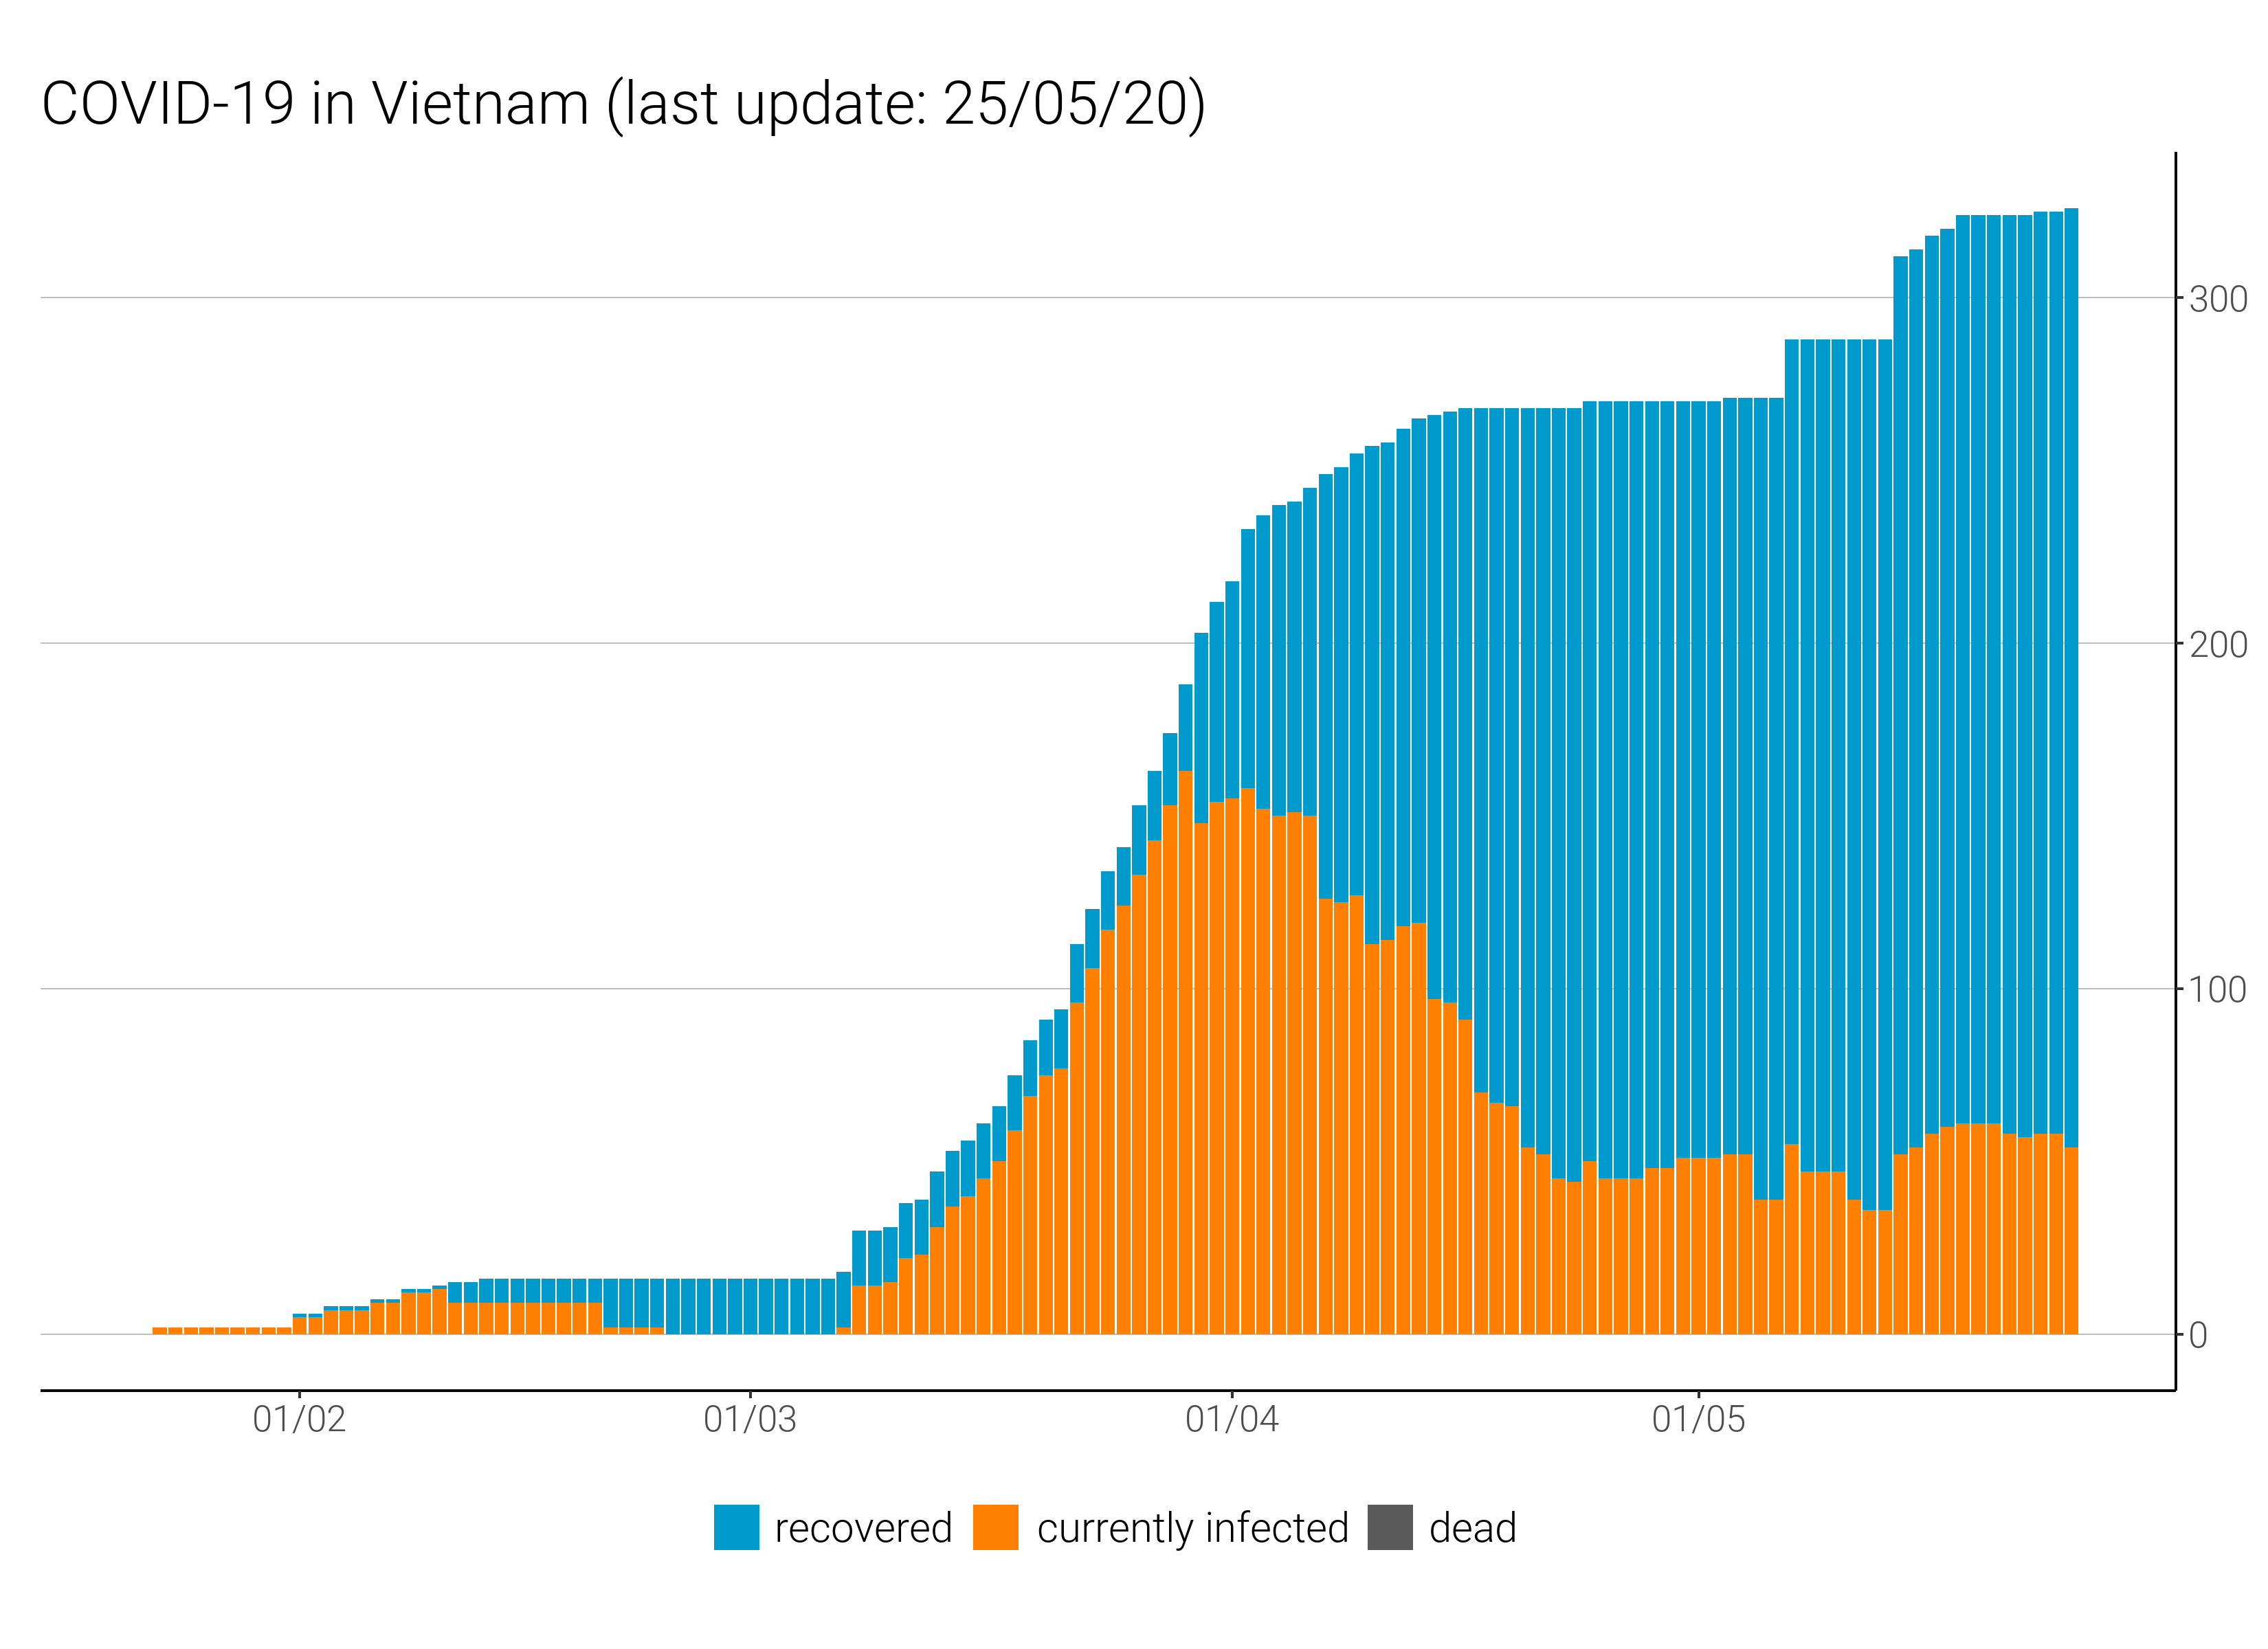 COVID-19 in Vietnam (last update: 25/05/20)
300
200
100
0
01/02 01/03 01/04 01/05
recovered currently infected dead